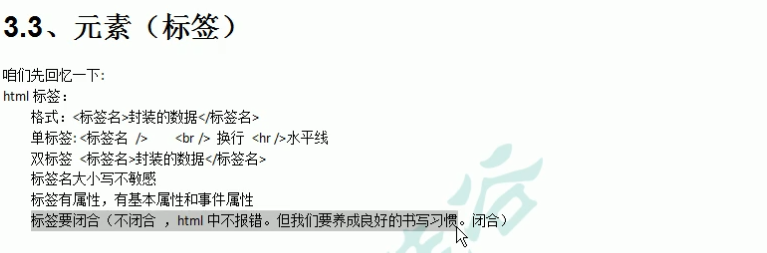 3.3、元素（标签）
咱们先回忆一下：
html 标签：
格式：<标签名>封装的数据</标签名>
单标签: <标签名 /> <br /> 换行 <hr />水平线
双标签 <标签名>封装的数据</标签名>
标签名大小写不敏感
标签有属性，有基本属性和事件属性
标签要闭合（不闭合 ，html 中不报错。但我们要养成良好的书写习惯。闭合）